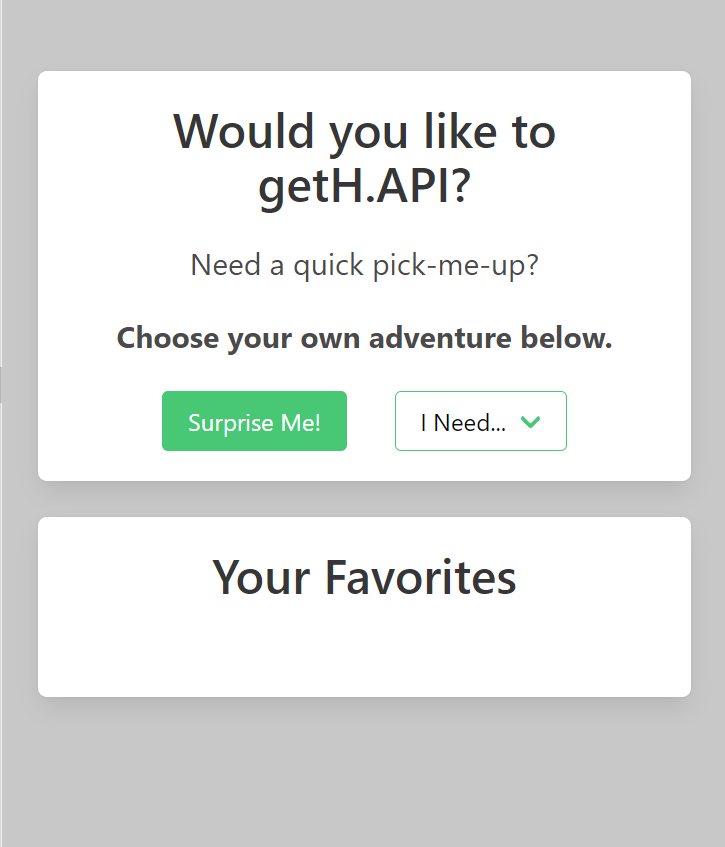 Would you like to
getH.API?
Need a quick pick-me-up?
Choose your own adventure below.
Surprise Me!
I Need...
Your Favorites